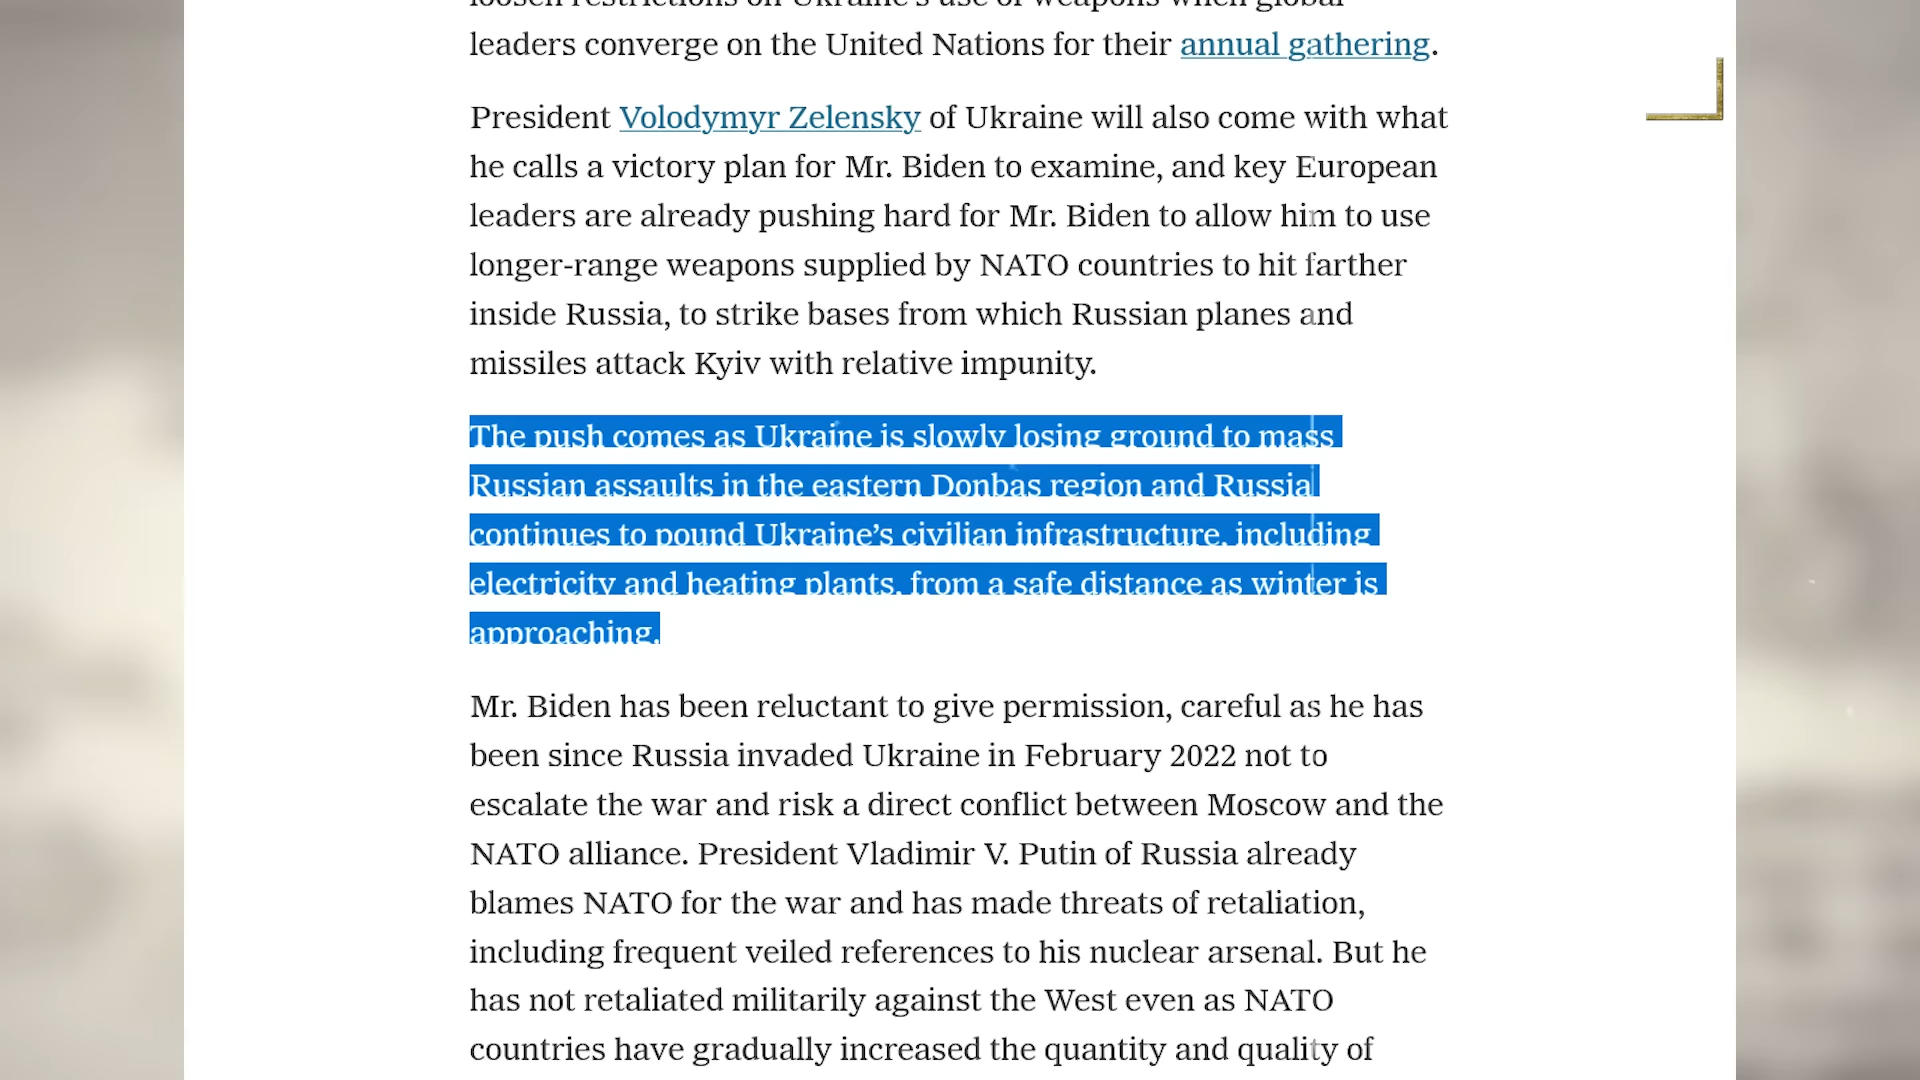 loosen restrictions on Ukraine's use of weapons when global
leaders converge on the United Nations for their annual gathering.
President Volodymyr Zelensky of Ukraine will also come with what
he calls a victory plan for Mr. Biden to examine, and key European
leaders are already pushing hard for Mr. Biden to allow him to use
longer-range weapons supplied by NATO countries to hit farther
inside Russia, to strike bases from which Russian planes and
missiles attack Kyiv with relative impunity.
The push comes as Ukraine is slowly losing ground to mass
Russian assaults in the eastern Donbas region and Russia
continues to pound Ukraine’s civilian infrastructure, including
electricity and heating plants, from a safe distance as winter is
approaching.
Mr. Biden has been reluctant to give permission, careful as he has
been since Russia invaded Ukraine in February 2022 not to
escalate the war and risk a direct conflict between Moscow and the
NATO alliance. President Vladimir V. Putin of Russia already
blames NATO for the war and has made threats of retaliation,
including frequent veiled references to his nuclear arsenal. But he
has not retaliated militarily against the West even as NATO
countries have gradually increased the quantity and quality of